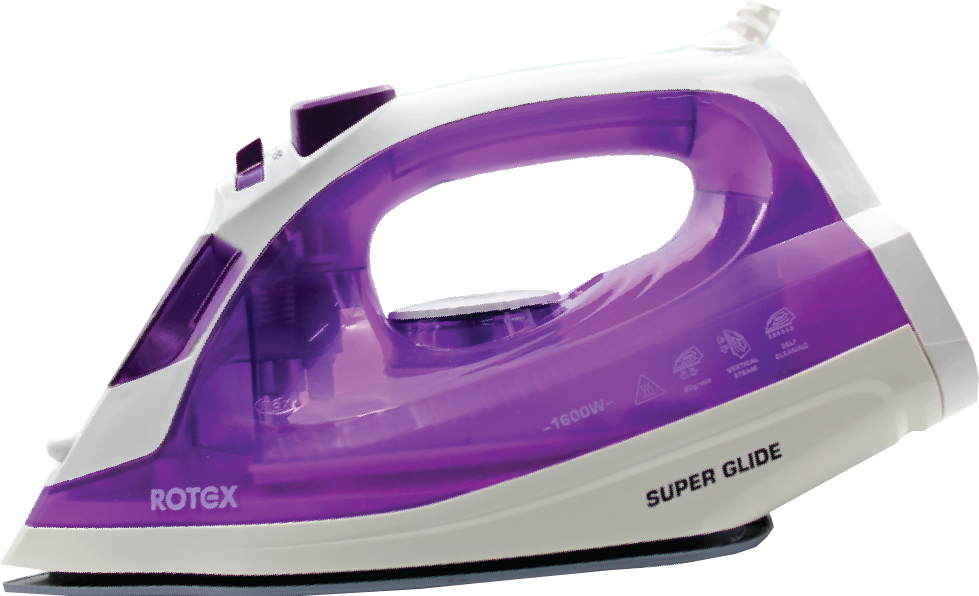 -1600W-
VERTICAL
STEAM
SELF
CLEANING
ROTEX
SUPER GLIDE